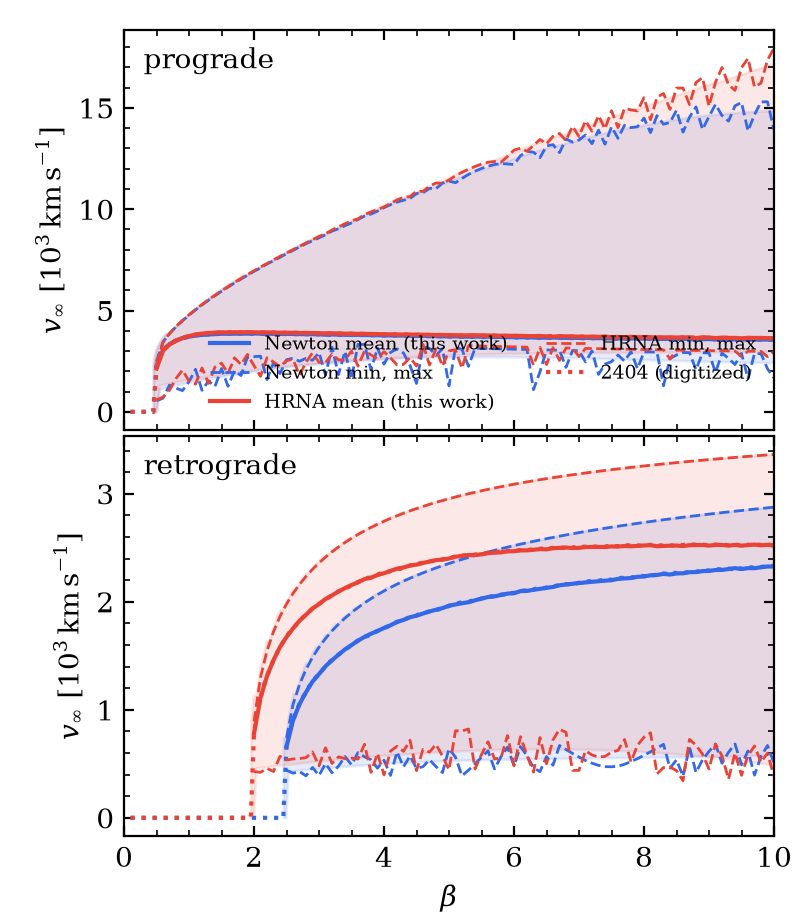 prograde
15
10
5
0
v∞ [10³ km s⁻¹]
Newton mean (this work)
Newton min, max
HRNA mean (this work)
HRNA min, max
2404 (digitized)
retrograde
3
2
1
0
v∞ [10³ km s⁻¹]
0 2 4 6 8 10
β